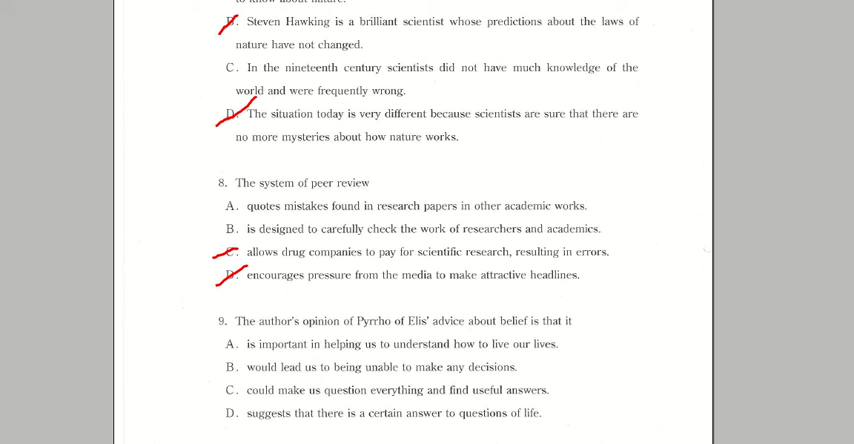 to know about nature.
B. Steven Hawking is a brilliant scientist whose predictions about the laws of
nature have not changed.
C. In the nineteenth century scientists did not have much knowledge of the
world and were frequently wrong.
D. The situation today is very different because scientists are sure that there are
no more mysteries about how nature works.
8. The system of peer review
A. quotes mistakes found in research papers in other academic works.
B. is designed to carefully check the work of researchers and academics.
C. allows drug companies to pay for scientific research, resulting in errors.
D. encourages pressure from the media to make attractive headlines.
9. The author's opinion of Pyrrho of Elis' advice about belief is that it
A. is important in helping us to understand how to live our lives.
B. would lead us to being unable to make any decisions.
C. could make us question everything and find useful answers.
D. suggests that there is a certain answer to questions of life.